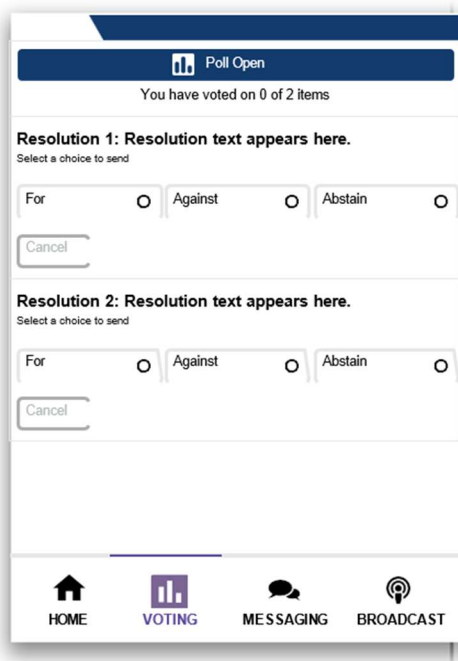 Poll Open
You have voted on 0 of 2 items
Resolution 1: Resolution text appears here.
Select a choice to send
For Against Abstain
Cancel
Resolution 2: Resolution text appears here.
Select a choice to send
For Against Abstain
Cancel
HOME VOTING MESSAGING BROADCAST